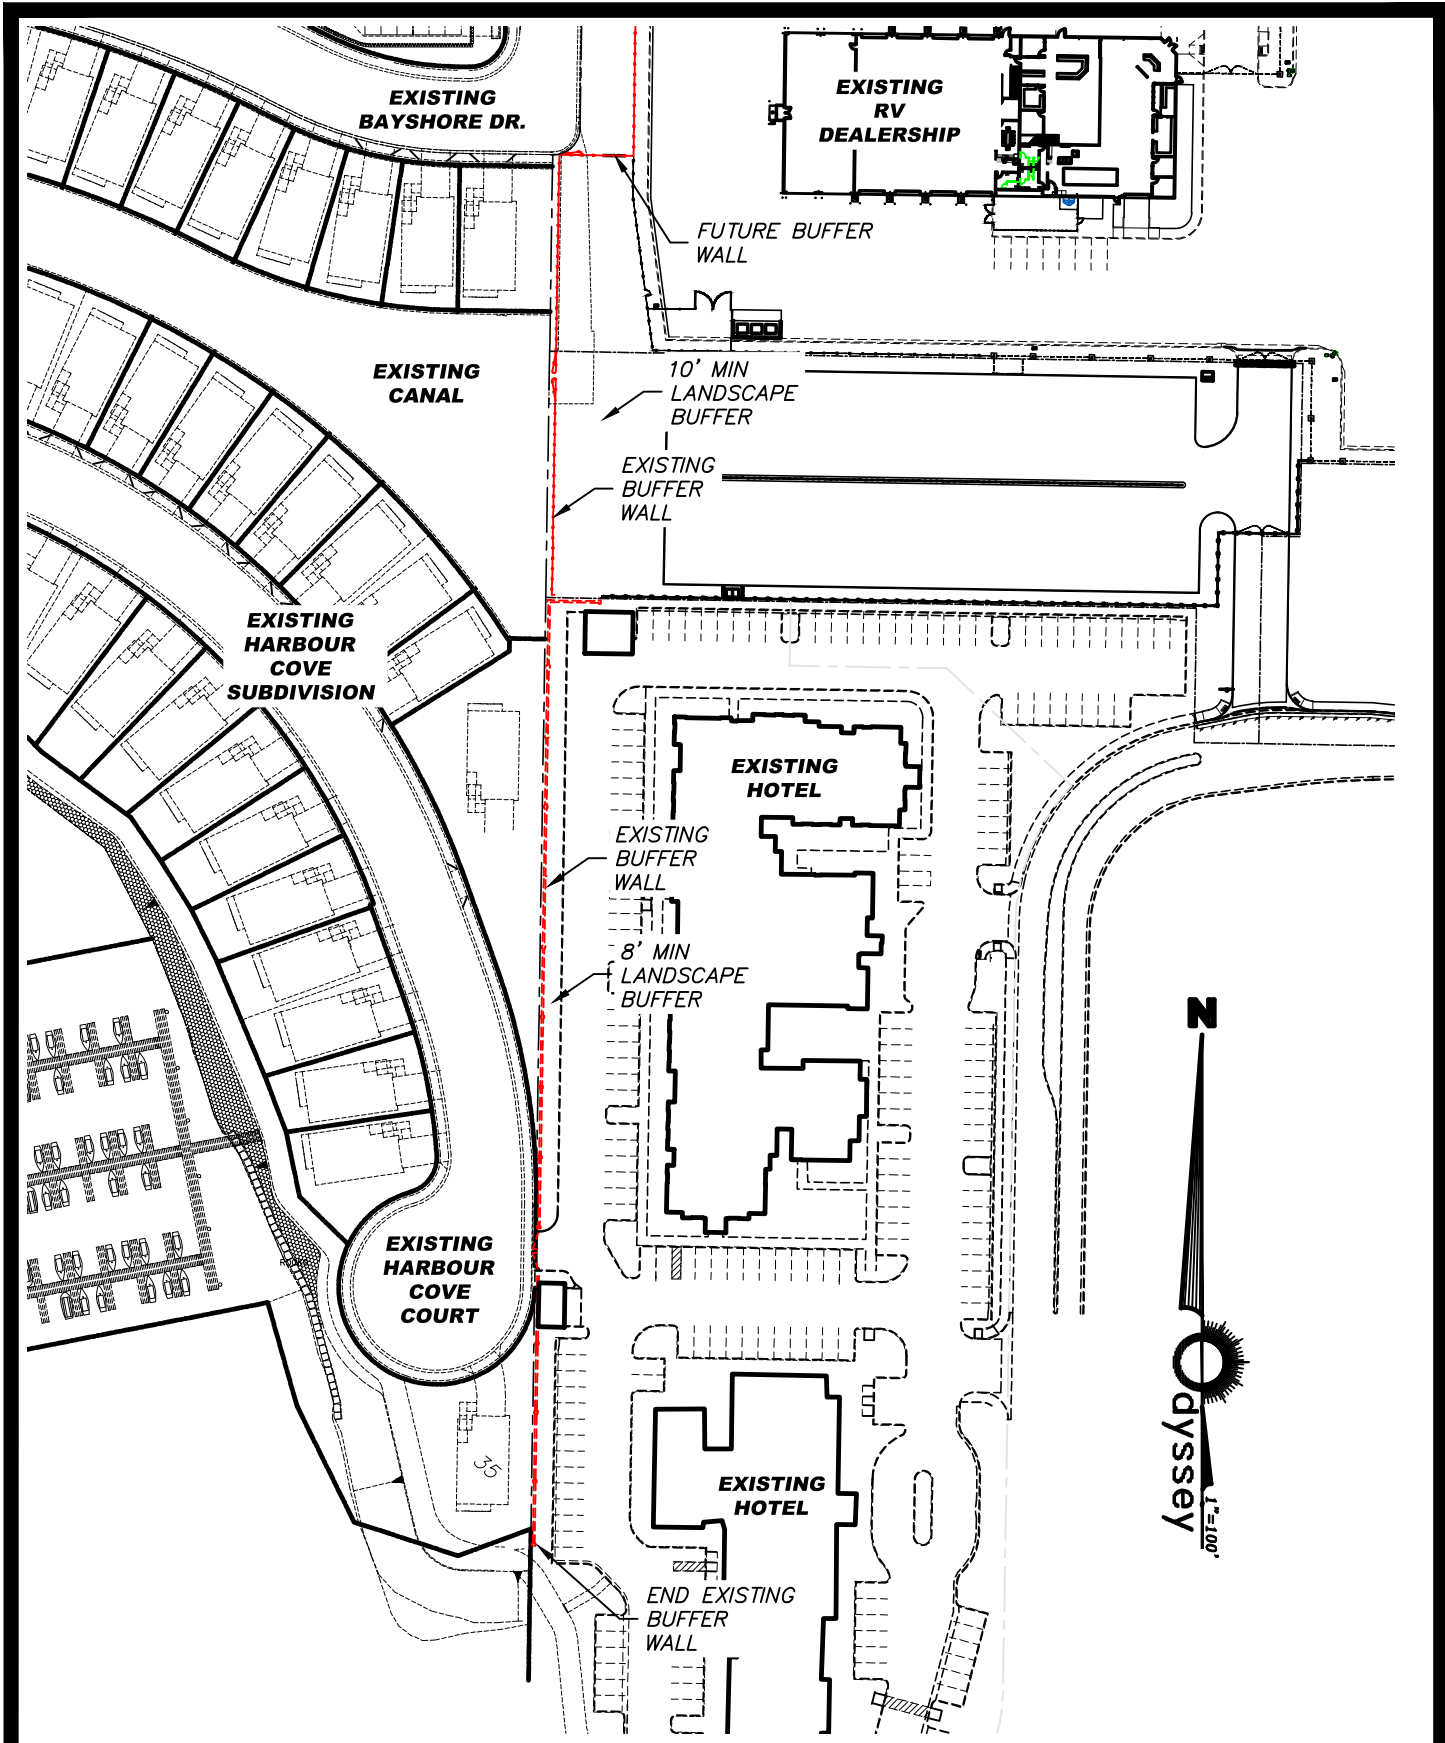 EXISTING
BAYSHORE DR.
EXISTING
RV
DEALERSHIP
FUTURE BUFFER
WALL
EXISTING
CANAL
10' MIN
LANDSCAPE
BUFFER
EXISTING
BUFFER
WALL
EXISTING
HARBOUR
COVE
SUBDIVISION
EXISTING
HOTEL
EXISTING
BUFFER
WALL
8' MIN
LANDSCAPE
BUFFER
N
EXISTING
HARBOUR
COVE
COURT
dyssey
1"=100'
35
EXISTING
HOTEL
END EXISTING
BUFFER
WALL